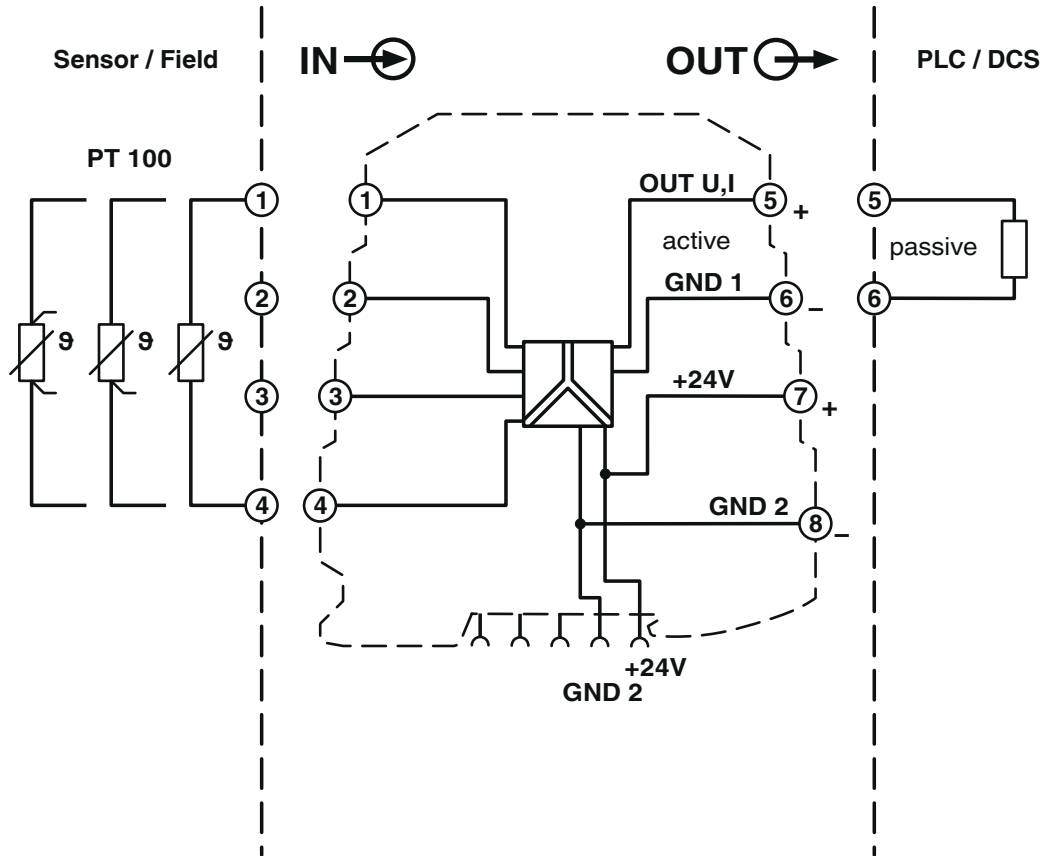 Sensor / Field
IN
OUT
PLC / DCS
PT 100
1
1
OUT U,I
5
+
5
active
passive
2
2
GND 1
6
–
6
ϑ
ϑ
ϑ
3
3
+24V
7
+
4
4
GND 2
8
–
+24V
GND 2